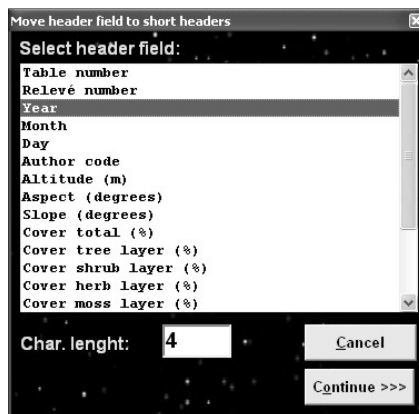 Move header field to short headers
Select header field:
Table number
Relevé number
Year
Month
Day
Author code
Altitude (m)
Aspect (degrees)
Slope (degrees)
Cover total (%)
Cover tree layer (%)
Cover shrub layer (%)
Cover herb layer (%)
Cover moss layer (%)
Char. lenght: 4
Cancel
Continue >>>